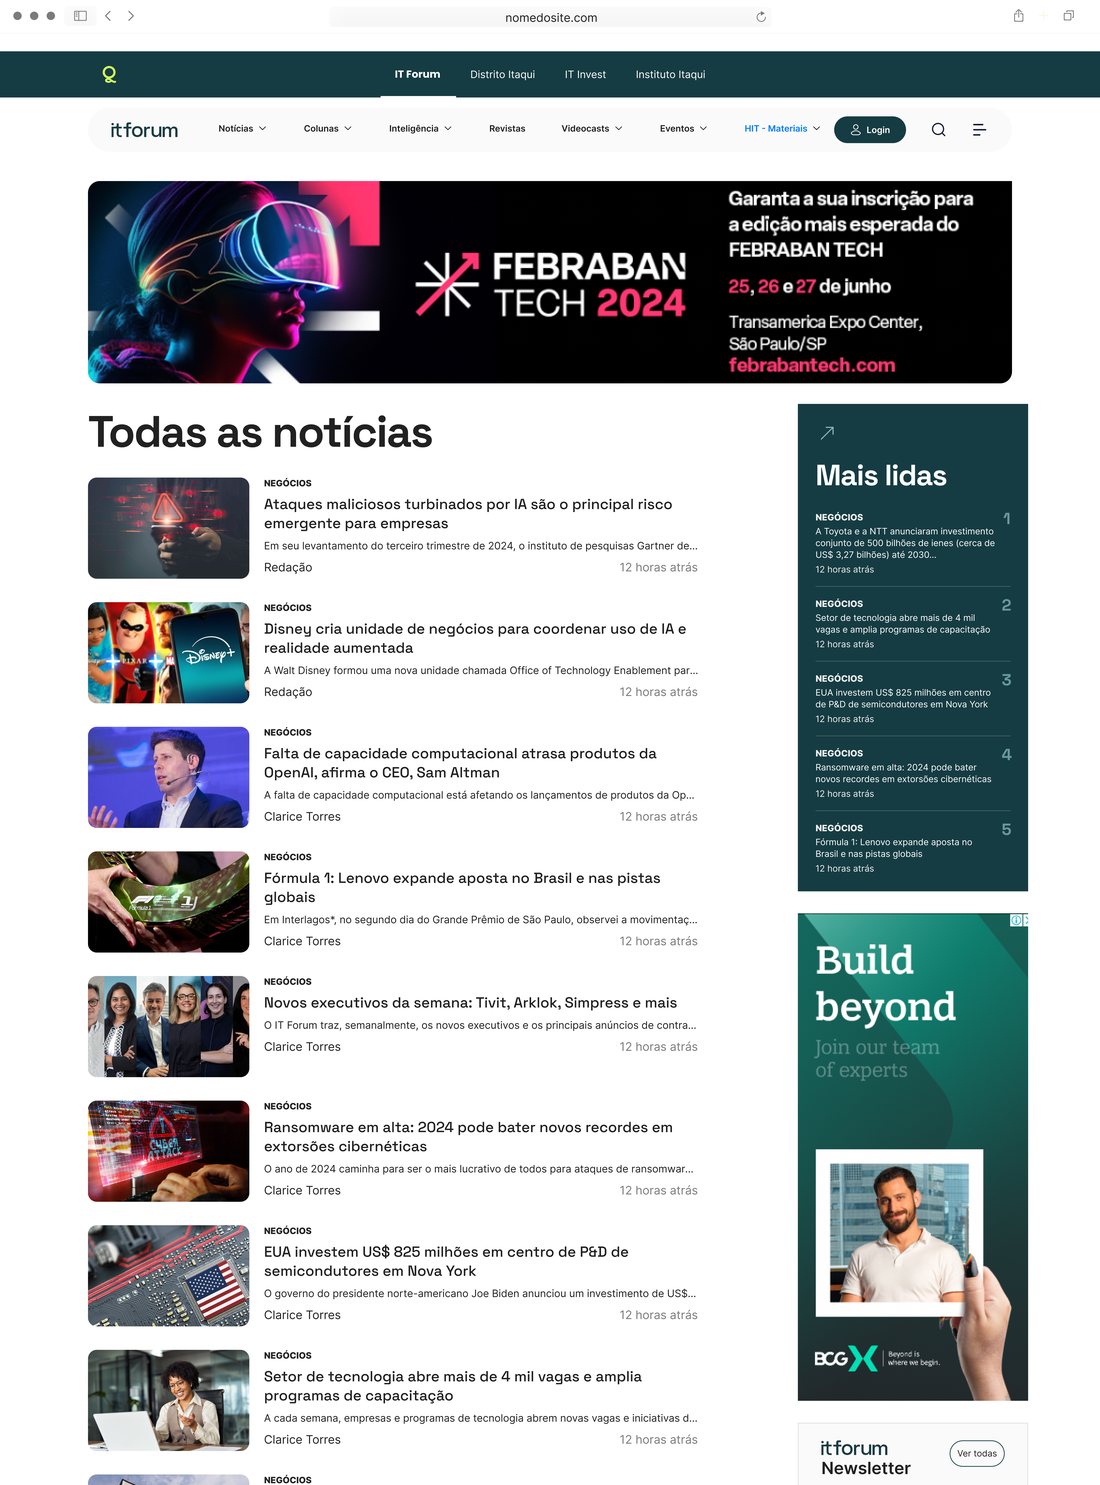 nomedosite.com
IT Forum
Distrito Itaqui
IT Invest
Instituto Itaqui
itforum
Notícias
Colunas
Inteligência
Revistas
Videocasts
Eventos
HIT - Materiais
Login
FEBRABAN
TECH 2024
Garanta a sua inscrição para
a edição mais esperada do
FEBRABAN TECH
25, 26 e 27 de junho
Transamerica Expo Center,
São Paulo/SP
febrabantech.com
Todas as notícias
NEGÓCIOS
Ataques maliciosos turbinados por IA são o principal risco
emergente para empresas
Em seu levantamento do terceiro trimestre de 2024, o instituto de pesquisas Gartner de...
Redação
12 horas atrás
PIXAR
Disney+
NEGÓCIOS
Disney cria unidade de negócios para coordenar uso de IA e
realidade aumentada
A Walt Disney formou uma nova unidade chamada Office of Technology Enablement par...
Redação
12 horas atrás
NEGÓCIOS
Falta de capacidade computacional atrasa produtos da
OpenAI, afirma o CEO, Sam Altman
A falta de capacidade computacional está afetando os lançamentos de produtos da Op...
Clarice Torres
12 horas atrás
F1
Formula 1
NEGÓCIOS
Fórmula 1: Lenovo expande aposta no Brasil e nas pistas
globais
Em Interlagos*, no segundo dia do Grande Prêmio de São Paulo, observei a movimentaç...
Clarice Torres
12 horas atrás
NEGÓCIOS
Novos executivos da semana: Tivit, Arklok, Simpress e mais
O IT Forum traz, semanalmente, os novos executivos e os principais anúncios de contra...
Clarice Torres
12 horas atrás
CYBER
ATTACK
NEGÓCIOS
Ransomware em alta: 2024 pode bater novos recordes em
extorsões cibernéticas
O ano de 2024 caminha para ser o mais lucrativo de todos para ataques de ransomwar...
Clarice Torres
12 horas atrás
NEGÓCIOS
EUA investem US$ 825 milhões em centro de P&D de
semicondutores em Nova York
O governo do presidente norte-americano Joe Biden anunciou um investimento de US$...
Clarice Torres
12 horas atrás
NEGÓCIOS
Setor de tecnologia abre mais de 4 mil vagas e amplia
programas de capacitação
A cada semana, empresas e programas de tecnologia abrem novas vagas e iniciativas d...
Clarice Torres
12 horas atrás
NEGÓCIOS
Mais lidas
NEGÓCIOS
1
A Toyota e a NTT anunciaram investimento
conjunto de 500 bilhões de ienes (cerca de
US$ 3,27 bilhões) até 2030...
12 horas atrás
NEGÓCIOS
2
Setor de tecnologia abre mais de 4 mil
vagas e amplia programas de capacitação
12 horas atrás
NEGÓCIOS
3
EUA investem US$ 825 milhões em centro
de P&D de semicondutores em Nova York
12 horas atrás
NEGÓCIOS
4
Ransomware em alta: 2024 pode bater
novos recordes em extorsões cibernéticas
12 horas atrás
NEGÓCIOS
5
Fórmula 1: Lenovo expande aposta no
Brasil e nas pistas globais
12 horas atrás
Build
beyond
Join our team
of experts
BCG X
Beyond is
where we begin.
itforum
Newsletter
Ver todas